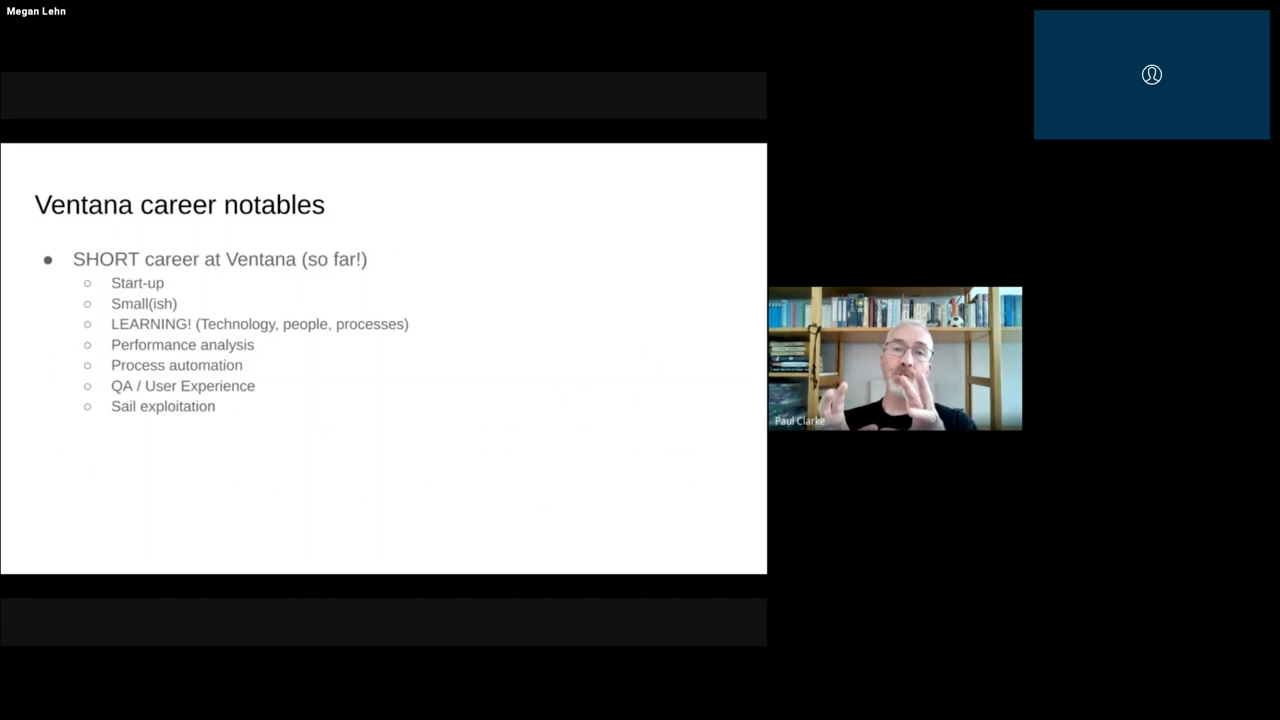 Megan Lehn
Ventana career notables
● SHORT career at Ventana (so far!)
○ Start-up
○ Small(ish)
○ LEARNING! (Technology, people, processes)
○ Performance analysis
○ Process automation
○ QA / User Experience
○ Sail exploitation
Paul Clarke